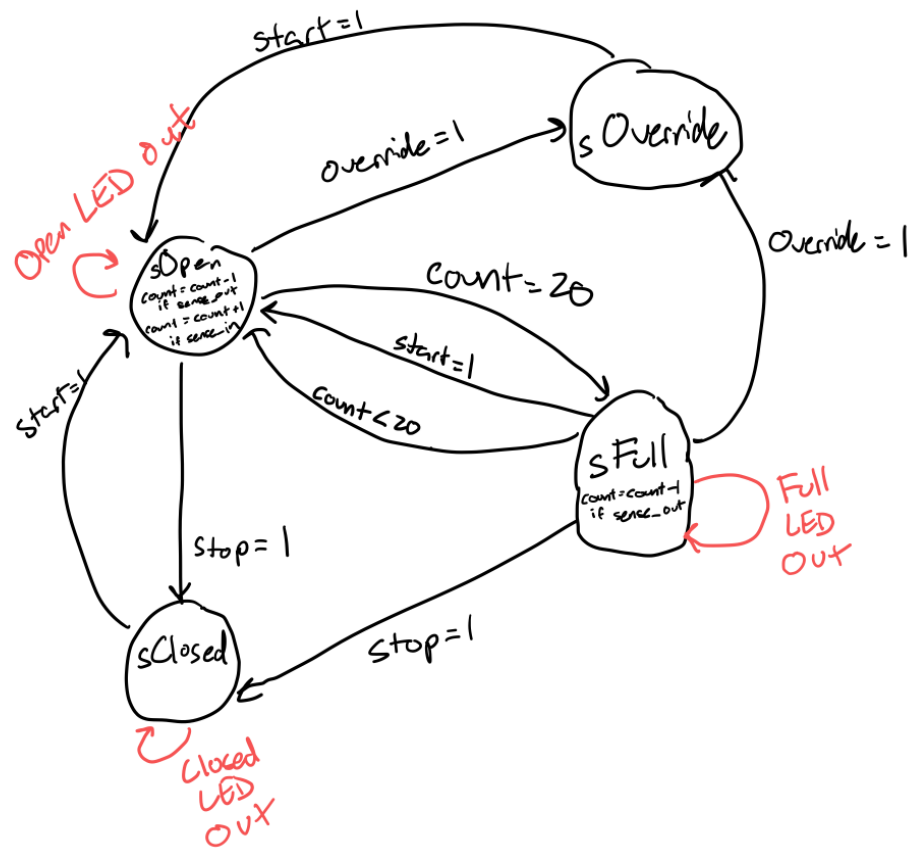 start=1
sOverride
Override=1
Override=1
Open LED Out
sOpen
count=count-1
if sense_out
count=count+1
if sense_in
count=20
start=1
count<20
start=1
sFull
count=count-1
if sense_out
Full
LED
Out
stop=1
stop=1
sClosed
Closed
LED
Out